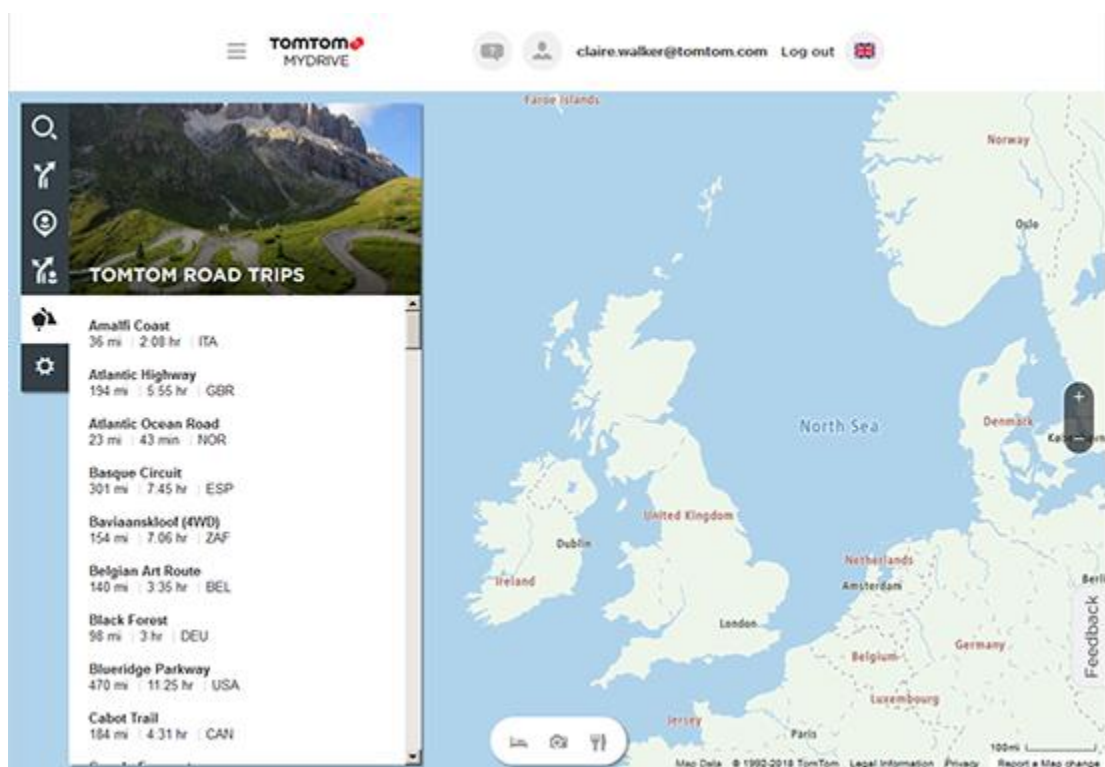 TOMTOM
MYDRIVE
claire.walker@tomtom.com Log out
TOMTOM ROAD TRIPS
Amalfi Coast
36 mi 2:08 hr ITA
Atlantic Highway
194 mi 5:55 hr GBR
Atlantic Ocean Road
23 mi 43 min NOR
Basque Circuit
301 mi 7:45 hr ESP
Baviaanskloof (4WD)
154 mi 7:06 hr ZAF
Belgian Art Route
140 mi 3:35 hr BEL
Black Forest
98 mi 3 hr DEU
Blueridge Parkway
470 mi 11:25 hr USA
Cabot Trail
184 mi 4:31 hr CAN
Faroe Islands
Norway
Oslo
North Sea
Denmark
United Kingdom
Dublin
Ireland
Netherlands
Amsterdam
London
Belgium
Germany
Luxembourg
Jersey
Paris
Feedback
100mi
Map Data © 1992-2018 TomTom Legal Information Privacy Report a Map change